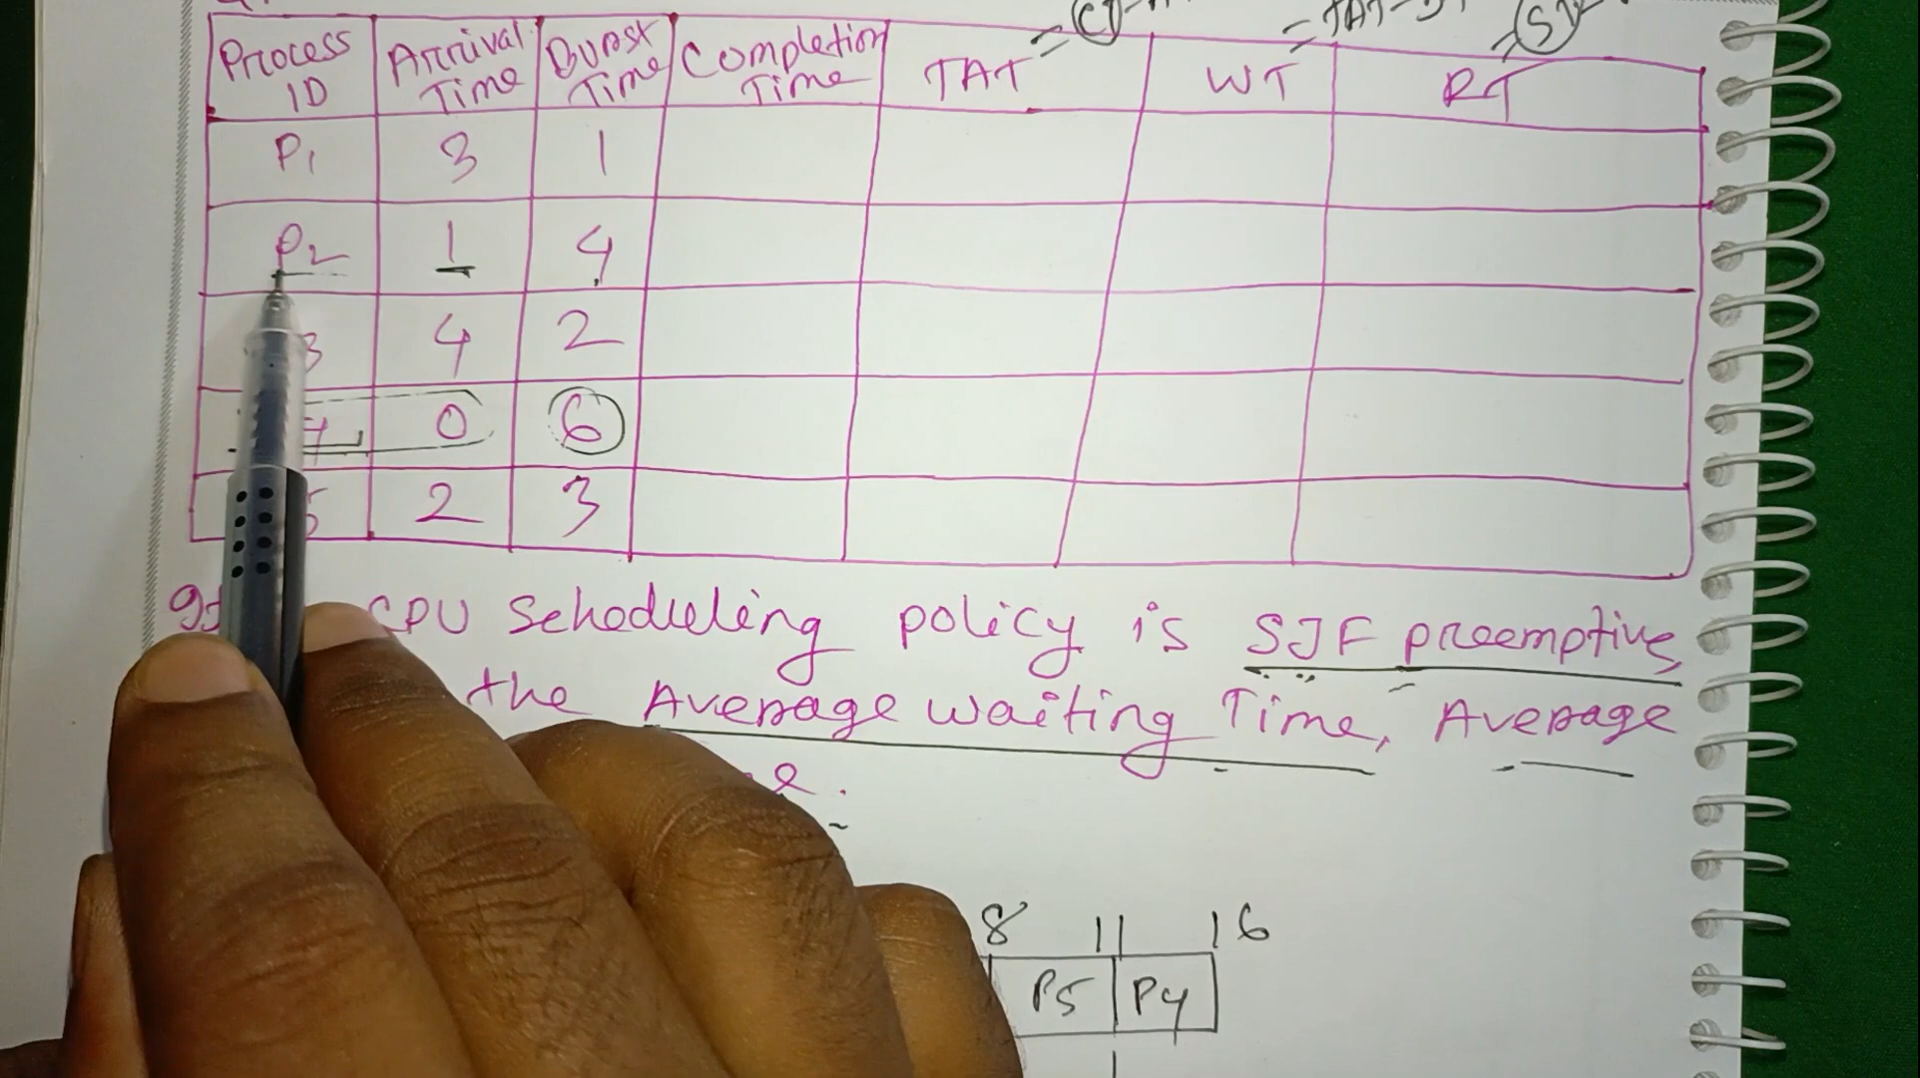 Process ID Arrival Time Burst Time Completion Time TAT WT RT
P1 3 1
P2 1 4
3 4 2
0 6
5 2 3
CPU Scheduling policy is SJF preemptive,
the Average waiting Time, Average
8 11 16
P5 P4